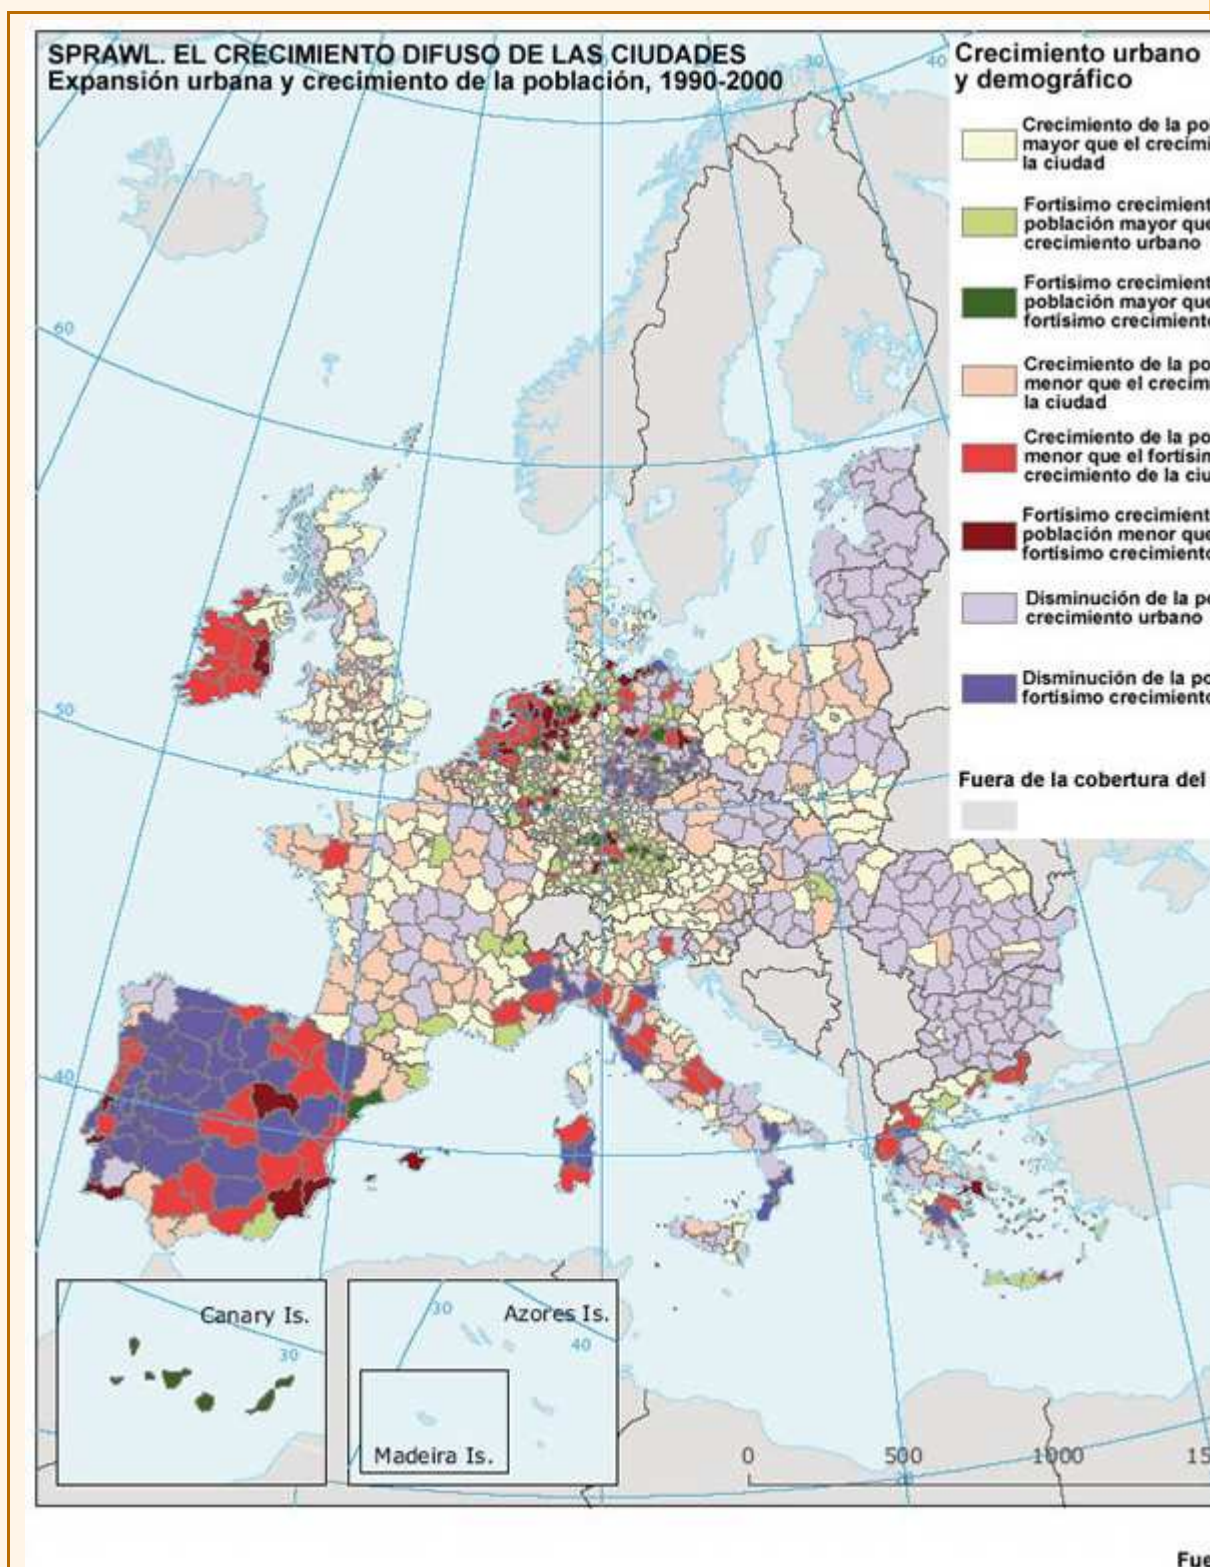 SPRAWL. EL CRECIMIENTO DIFUSO DE LAS CIUDADES
Expansión urbana y crecimiento de la población, 1990-2000
30
40
60
50
40
Crecimiento urbano
y demográfico
Crecimiento de la po
mayor que el crecimi
la ciudad
Fortísimo crecimient
población mayor que
crecimiento urbano
Fortísimo crecimient
población mayor que
fortísimo crecimiento
Crecimiento de la po
menor que el crecim
la ciudad
Crecimiento de la po
menor que el fortísim
crecimiento de la ciu
Fortísimo crecimient
población menor que
fortísimo crecimiento
Disminución de la po
crecimiento urbano
Disminución de la po
fortísimo crecimiento
Fuera de la cobertura del
Canary Is.
30
30
Azores Is.
40
Madeira Is.
0 500 1000 15
20
Fue